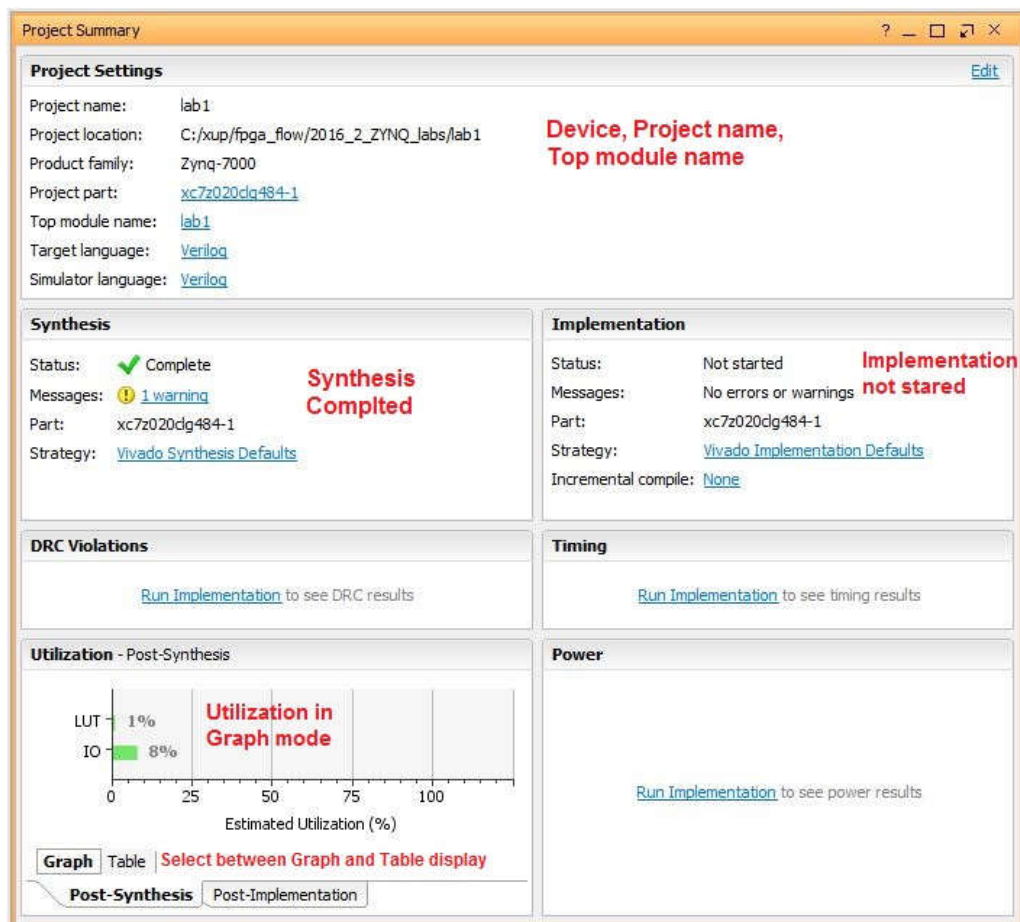 Project Summary
Project Settings
Edit
Project name: lab1
Project location: C:/xup/fpga_flow/2016_2_ZYNQ_labs/lab1
Product family: Zynq-7000
Project part: xc7z020clg484-1
Top module name: lab1
Target language: Verilog
Simulator language: Verilog
Device, Project name,
Top module name
Synthesis
Status: Complete
Messages: 1 warning
Part: xc7z020clg484-1
Strategy: Vivado Synthesis Defaults
Synthesis
Complted
Implementation
Status: Not started
Messages: No errors or warnings
Part: xc7z020clg484-1
Strategy: Vivado Implementation Defaults
Incremental compile: None
Implementation
not stared
DRC Violations
Run Implementation to see DRC results
Timing
Run Implementation to see timing results
Utilization - Post-Synthesis
LUT 1%
IO 8%
0 25 50 75 100
Estimated Utilization (%)
Utilization in
Graph mode
Graph Table Select between Graph and Table display
Post-Synthesis Post-Implementation
Power
Run Implementation to see power results